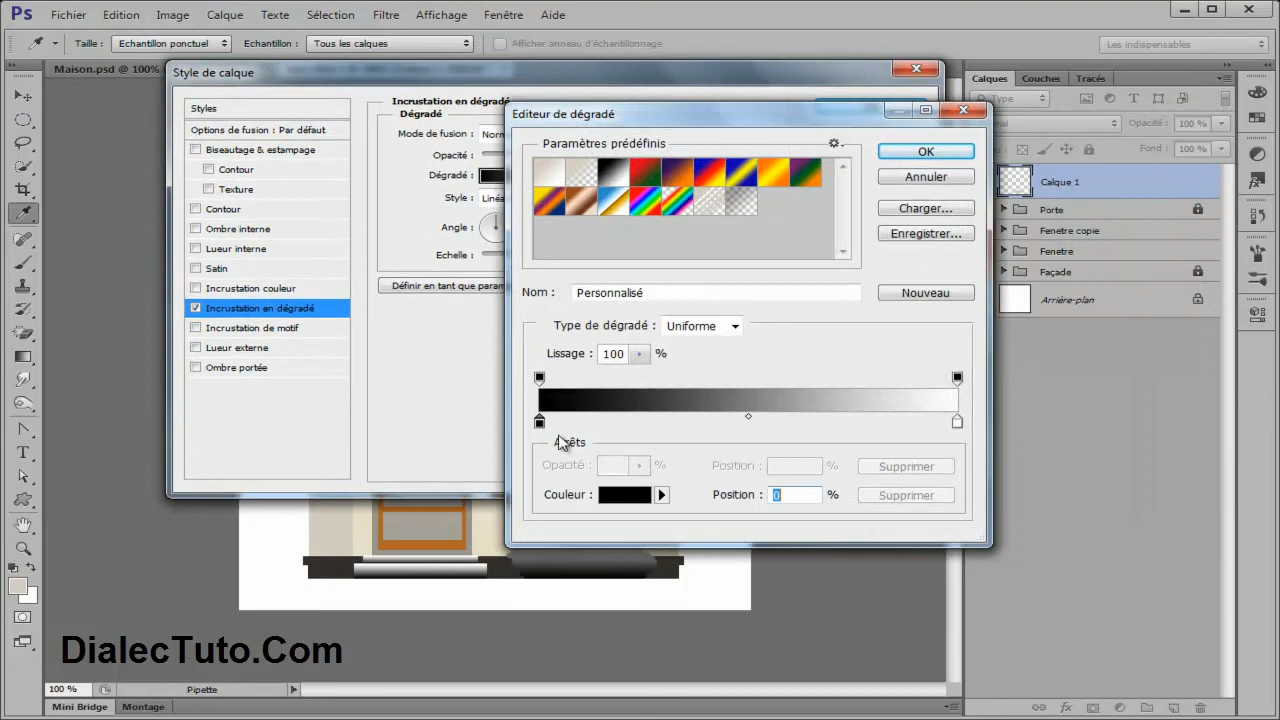 Ps Fichier Edition Image Calque Texte Sélection Filtre Affichage Fenêtre Aide
Taille : Echantillon ponctuel Echantillon : Tous les calques Afficher anneau d'échantillonnage Les indispensables
Maison.psd @ 100%
Style de calque
Styles
Options de fusion : Par défaut
Biseautage & estampage
Contour
Texture
Contour
Ombre interne
Lueur interne
Satin
Incrustation couleur
Incrustation en dégradé
Incrustation de motif
Lueur externe
Ombre portée
Incrustation en dégradé
Dégradé
Mode de fusion : Norm
Opacité :
Dégradé :
Style : Linéa
Angle :
Echelle :
Définir en tant que param
Editeur de dégradé
Paramètres prédéfinis
OK
Annuler
Charger...
Enregistrer...
Nom : Personnalisé
Nouveau
Type de dégradé : Uniforme
Lissage : 100 %
Opacité : % Position : % Supprimer
Couleur : Position : 0 % Supprimer
Calques Couches Tracés
Type
Opacité : 100 %
Fond : 100 %
Calque 1
Porte
Fenetre copie
Fenetre
Façade
Arrière-plan
DialecTuto.Com
100 % Pipette
Mini Bridge Montage